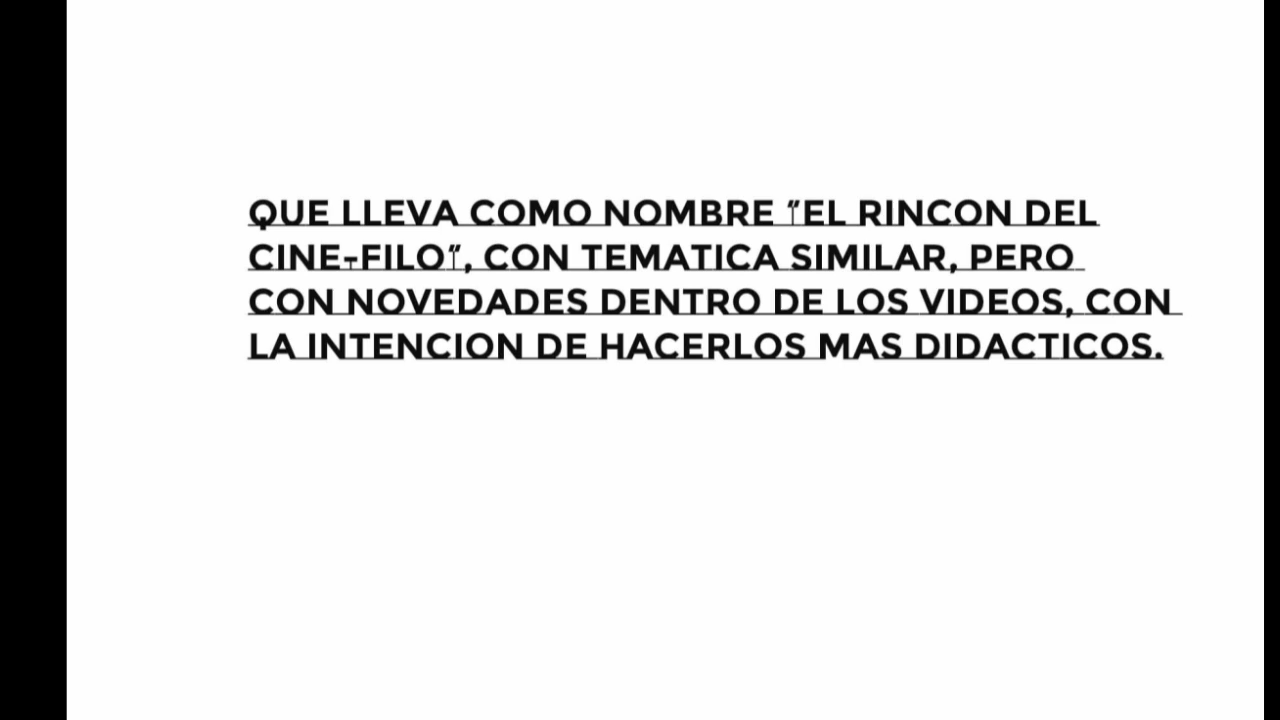 QUE LLEVA COMO NOMBRE "EL RINCON DEL
CINE-FILO", CON TEMATICA SIMILAR, PERO
CON NOVEDADES DENTRO DE LOS VIDEOS, CON
LA INTENCION DE HACERLOS MAS DIDACTICOS.